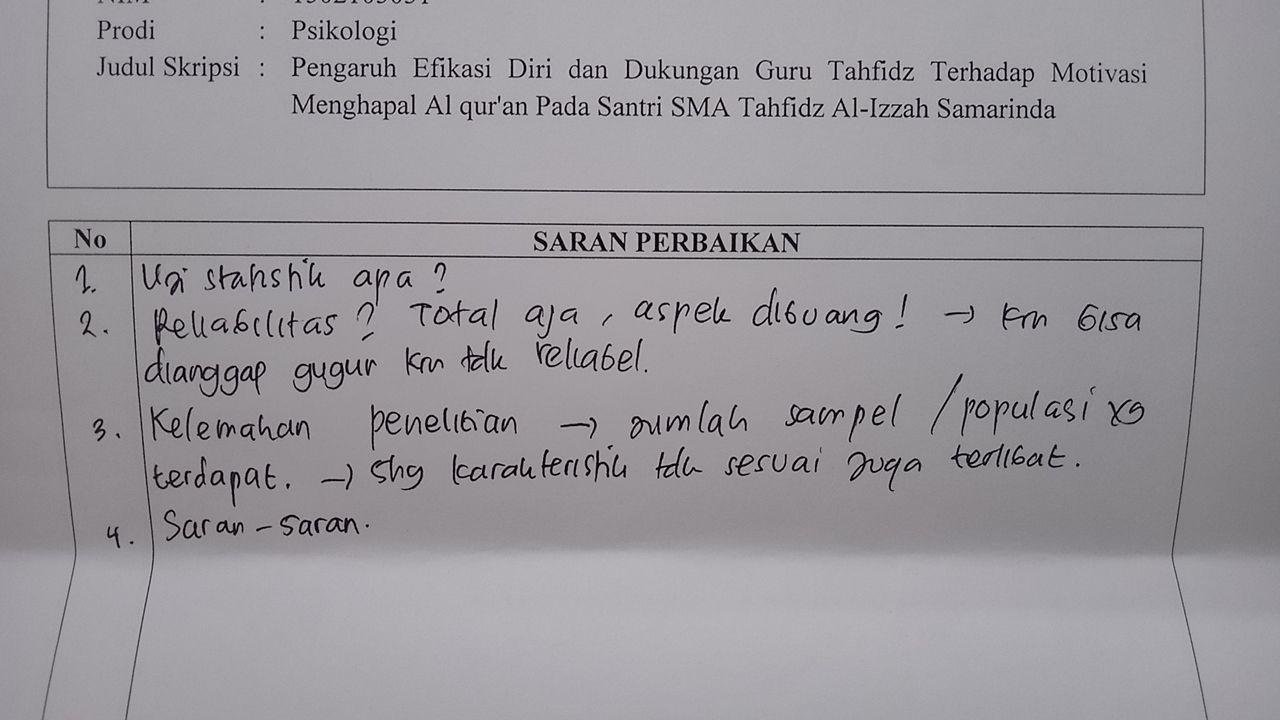 Prodi : Psikologi
Judul Skripsi : Pengaruh Efikasi Diri dan Dukungan Guru Tahfidz Terhadap Motivasi
Menghapal Al qur'an Pada Santri SMA Tahfidz Al-Izzah Samarinda
No SARAN PERBAIKAN
1. Uji statistik apa ?
2. Reliabilitas ? Total aja, aspek dibuang ! → krn bisa
dianggap gugur krn tdk reliabel.
3. Kelemahan penelitian → jumlah sampel / populasi yg
terdapat. → shg karakteristik tdk sesuai juga terlibat.
4. Saran - saran.